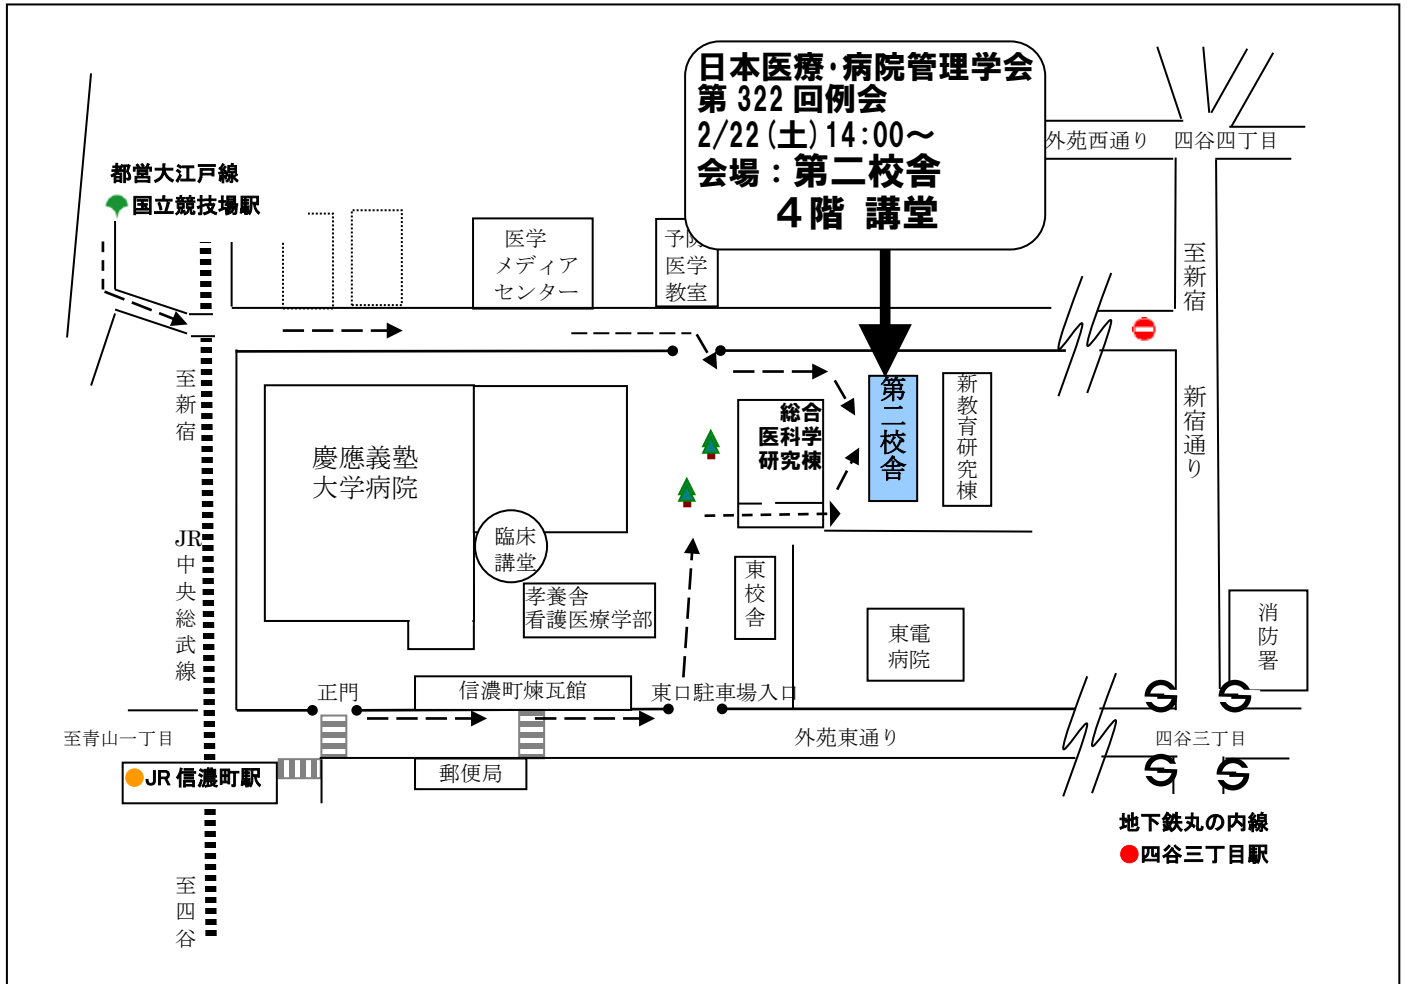 日本医療・病院管理学会
第 322 回例会
2/22(土)14:00～
会場：第二校舎
４階 講堂
外苑西通り
四谷四丁目
都営大江戸線
国立競技場駅
医学
メディア
センター
予防
医学
教室
至新宿
至新宿
新宿通り
慶應義塾
大学病院
総合
医科学
研究棟
第二校舎
新教育研究棟
JR
中央総武線
臨床
講堂
孝養舎
看護医療学部
東校舎
東電
病院
消防署
正門
信濃町煉瓦館
東口駐車場入口
至青山一丁目
外苑東通り
四谷三丁目
JR 信濃町駅
郵便局
地下鉄丸の内線
四谷三丁目駅
至四谷